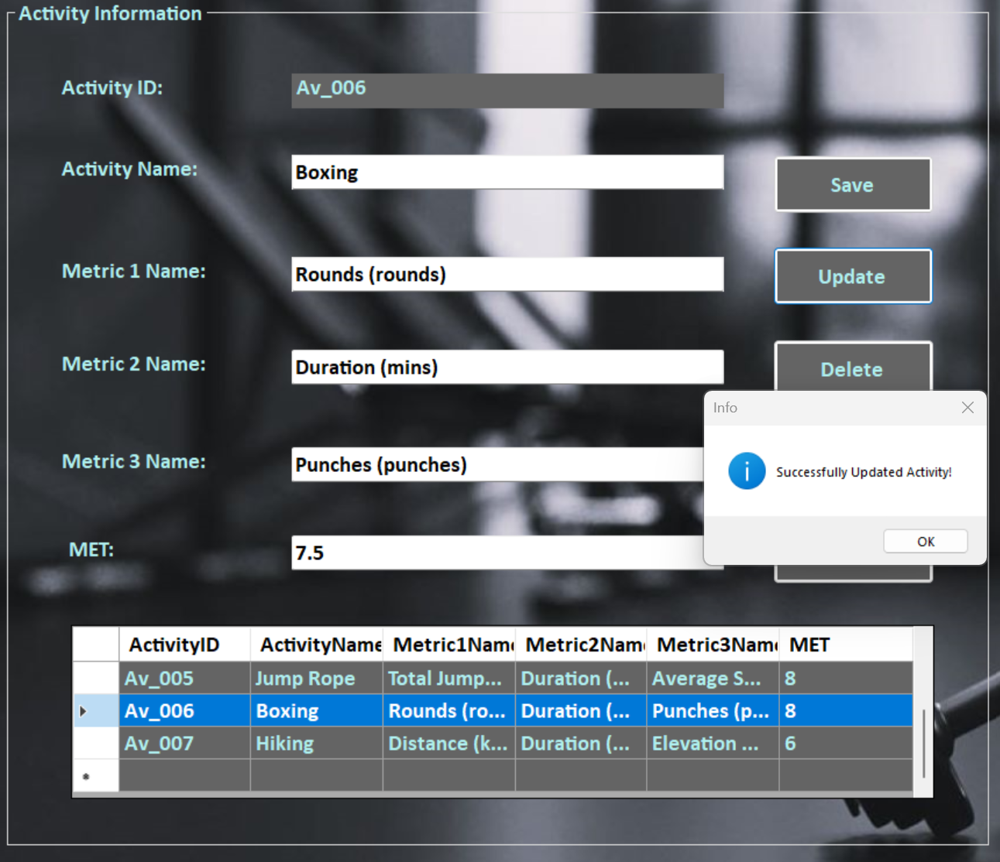 Activity Information
Activity ID:
Av_006
Activity Name:
Boxing
Save
Metric 1 Name:
Rounds (rounds)
Update
Metric 2 Name:
Duration (mins)
Delete
Info
Successfully Updated Activity!
OK
Metric 3 Name:
Punches (punches)
MET:
7.5
ActivityID ActivityName Metric1Name Metric2Name Metric3Name MET
Av_005 Jump Rope Total Jump... Duration (... Average S... 8
Av_006 Boxing Rounds (ro... Duration (... Punches (p... 8
Av_007 Hiking Distance (k... Duration (... Elevation ... 6